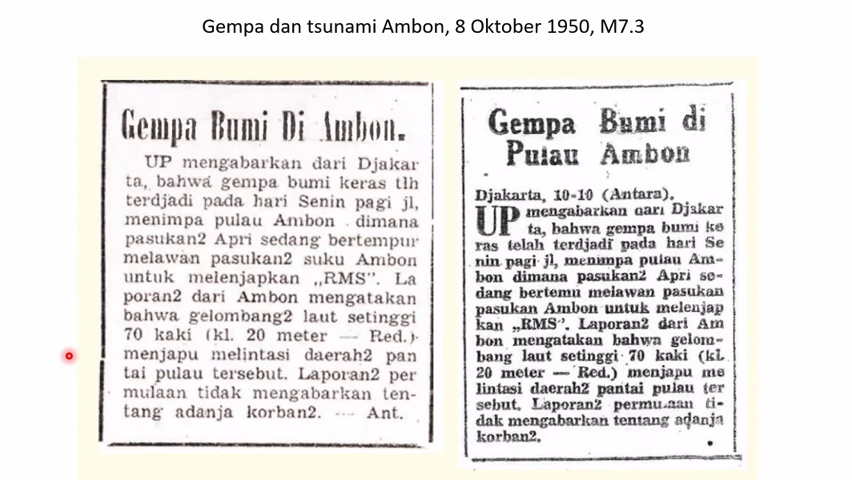 Gempa dan tsunami Ambon, 8 Oktober 1950, M7.3
Gempa Bumi Di Ambon.
UP mengabarkan dari Djakar
ta, bahwa gempa bumi keras tlh
terdjadi pada hari Senin pagi jl,
menimpa pulau Ambon dimana
pasukan2 Apri sedang bertempur
melawan pasukan2 suku Ambon
untuk melenjapkan „RMS”. La
poran2 dari Ambon mengatakan
bahwa gelombang2 laut setinggi
70 kaki (kl. 20 meter — Red.)
menjapu melintasi daerah2 pan
tai pulau tersebut. Laporan2 per
mulaan tidak mengabarkan ten-
tang adanja korban2. — Ant.
Gempa Bumi di
Pulau Ambon
Djakarta, 10-10 (Antara).
UP mengabarkan dari Djakar
ta, bahwa gempa bumi ke
ras telah terdjadi pada hari Se
nin pagi jl, menimpa pulau Am-
bon dimana pasukan2 Apri se-
dang bertemu melawan pasukan
pasukan Ambon untuk melenjap
kan „RMS”. Laporan2 dari Am
bon mengatakan bahwa gelom-
bang laut setinggi 70 kaki (kl.
20 meter — Red.) menjapu me
lintasi daerah2 pantai pulau ter
sebut. Laporan2 permulaan ti-
dak mengabarkan tentang adanja
korban2.